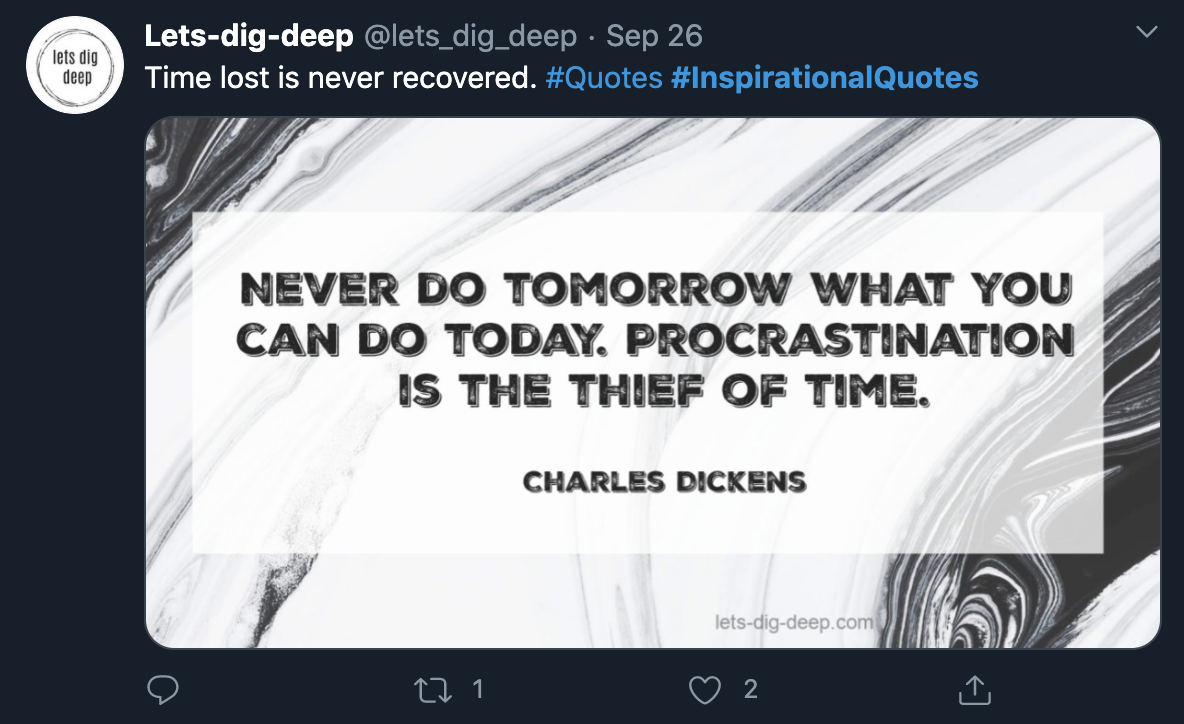 lets dig
deep
Lets-dig-deep @lets_dig_deep · Sep 26
Time lost is never recovered. #Quotes #InspirationalQuotes
NEVER DO TOMORROW WHAT YOU
CAN DO TODAY. PROCRASTINATION
IS THE THIEF OF TIME.
CHARLES DICKENS
lets-dig-deep.com
1
2